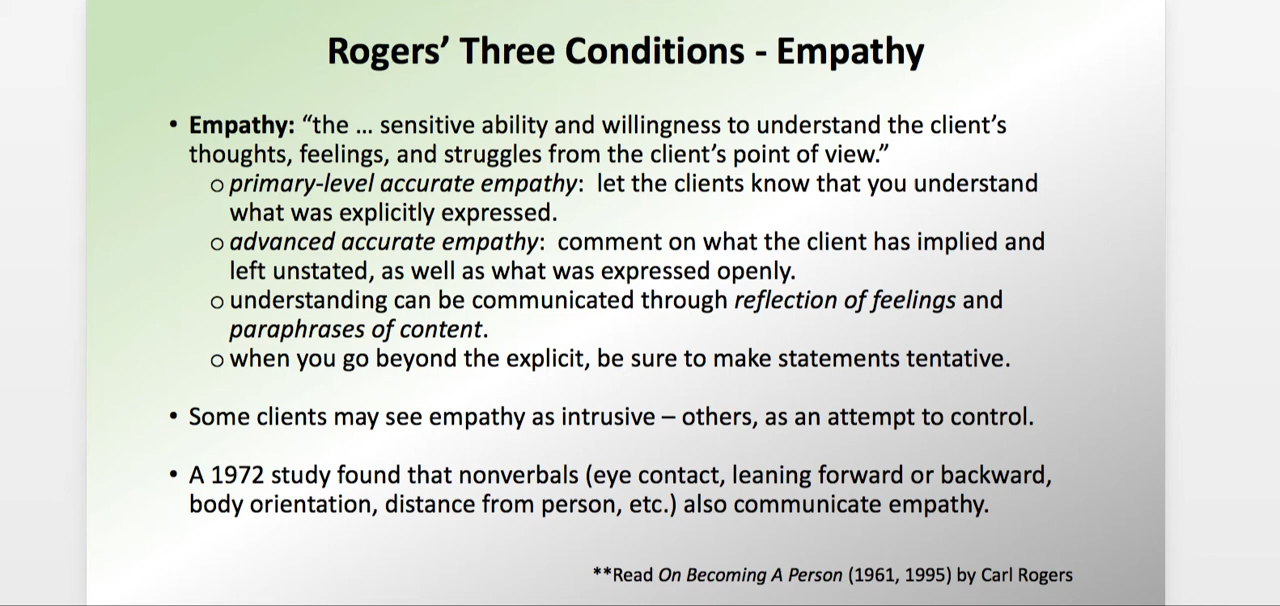 Rogers’ Three Conditions - Empathy
• Empathy: “the ... sensitive ability and willingness to understand the client’s
thoughts, feelings, and struggles from the client’s point of view.”
o primary-level accurate empathy:  let the clients know that you understand
what was explicitly expressed.
o advanced accurate empathy:  comment on what the client has implied and
left unstated, as well as what was expressed openly.
o understanding can be communicated through reflection of feelings and
paraphrases of content.
o when you go beyond the explicit, be sure to make statements tentative.
• Some clients may see empathy as intrusive – others, as an attempt to control.
• A 1972 study found that nonverbals (eye contact, leaning forward or backward,
body orientation, distance from person, etc.) also communicate empathy.
**Read On Becoming A Person (1961, 1995) by Carl Rogers